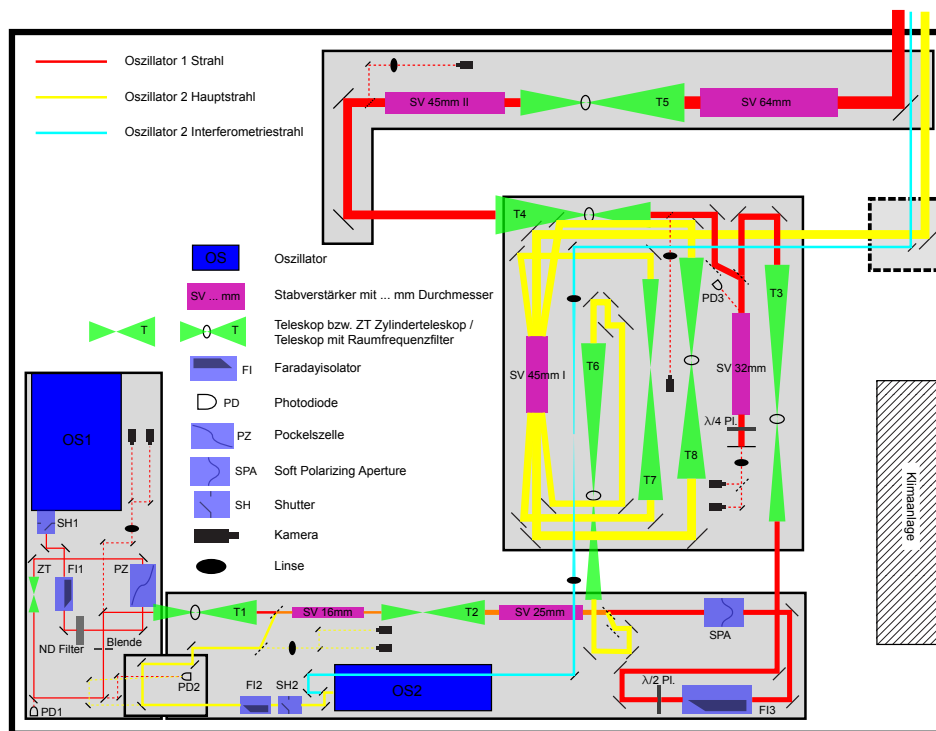 Oszillator 1 Strahl
Oszillator 2 Hauptstrahl
Oszillator 2 Interferometriestrahl
SV 45mm II
T5
SV 64mm
T4
OS
Oszillator
SV ... mm
Stabverstärker mit ... mm Durchmesser
T
T
Teleskop bzw. ZT Zylinderteleskop /
Teleskop mit Raumfrequenzfilter
FI
Faradayisolator
PD
Photodiode
PZ
Pockelszelle
SPA
Soft Polarizing Aperture
SH
Shutter
Kamera
Linse
PD3
T3
T6
SV 45mm I
SV 32mm
λ/4 Pl.
T8
T7
Klimaanlage
OS1
SH1
ZT
FI1
PZ
ND Filter
Blende
T1
SV 16mm
T2
SV 25mm
SPA
PD1
PD2
FI2
SH2
OS2
λ/2 Pl.
FI3